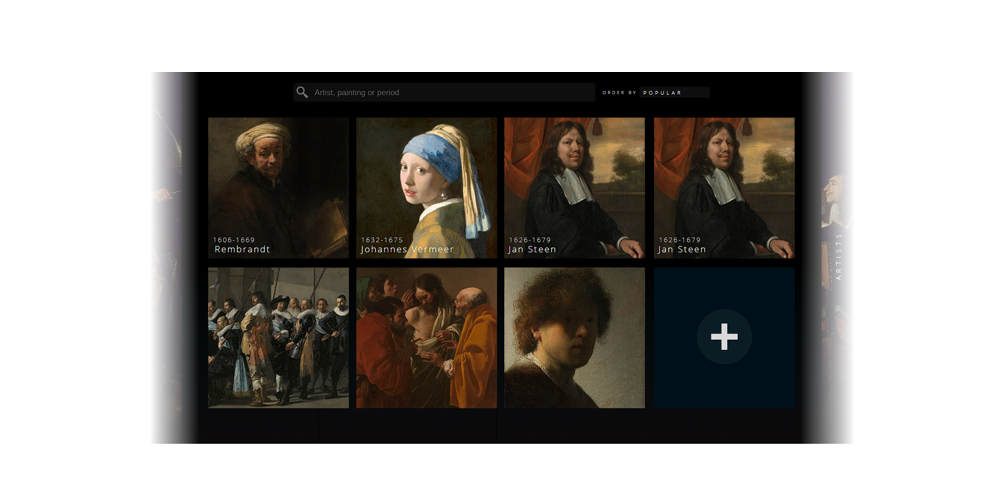 Artist, painting or period
ORDER BY POPULAR
1606-1669
Rembrandt
1632-1675
Johannes Vermeer
1626-1679
Jan Steen
1626-1679
Jan Steen
ARTISTS